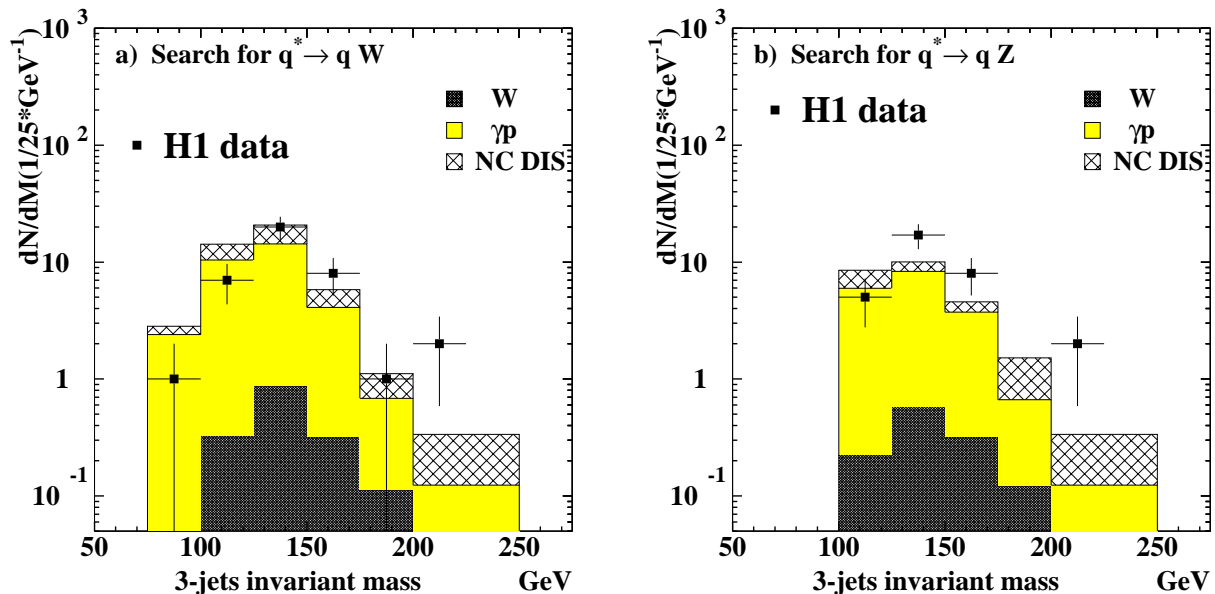 dN/dM(1/25*GeV⁻¹)
10³
10²
10
1
10⁻¹
a) Search for q* → q W
H1 data
W
γp
NC DIS
50 100 150 200 250
3-jets invariant mass GeV
dN/dM(1/25*GeV⁻¹)
10³
10²
10
1
10⁻¹
b) Search for q* → q Z
H1 data
W
γp
NC DIS
50 100 150 200 250
3-jets invariant mass GeV